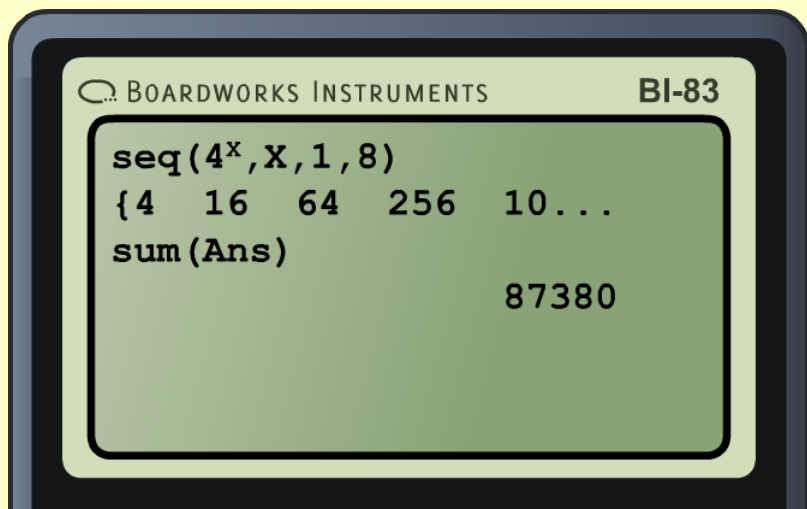 BOARDWORKS INSTRUMENTS BI-83
seq(4ˣ,X,1,8)
{4 16 64 256 10...
sum(Ans)
87380